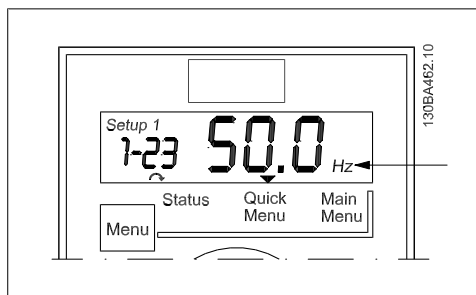 Setup 1
1-23 50.0 Hz
Status Quick Menu Main Menu
Menu
130BA462.10